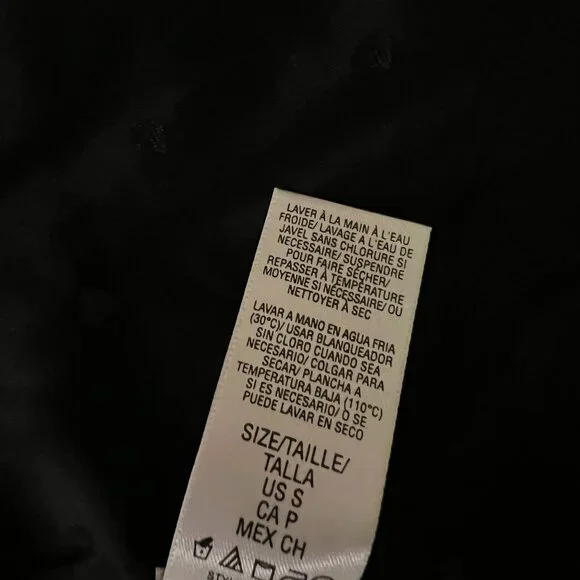 LAVER À LA MAIN À L'EAU
FROIDE/ LAVAGE A L'EAU DE
JAVEL SANS CHLORURE SI
NECESSAIRE/ SUSPENDRE
POUR FAIRE SÉCHER/
REPASSER À TEMPÉRATURE
MOYENNE SI NÉCESSAIRE/ OU
NETTOYER À SEC
LAVAR A MANO EN AGUA FRIA
(30°C)/ USAR BLANQUEADOR
SIN CLORO CUANDO SEA
NECESARIO/ COLGAR PARA
SECAR/ PLANCHA A
TEMPERATURA BAJA (110°C)
SI ES NECESARIO/ O SE
PUEDE LAVAR EN SECO
SIZE/TAILLE/
TALLA
US S
CA P
MEX CH